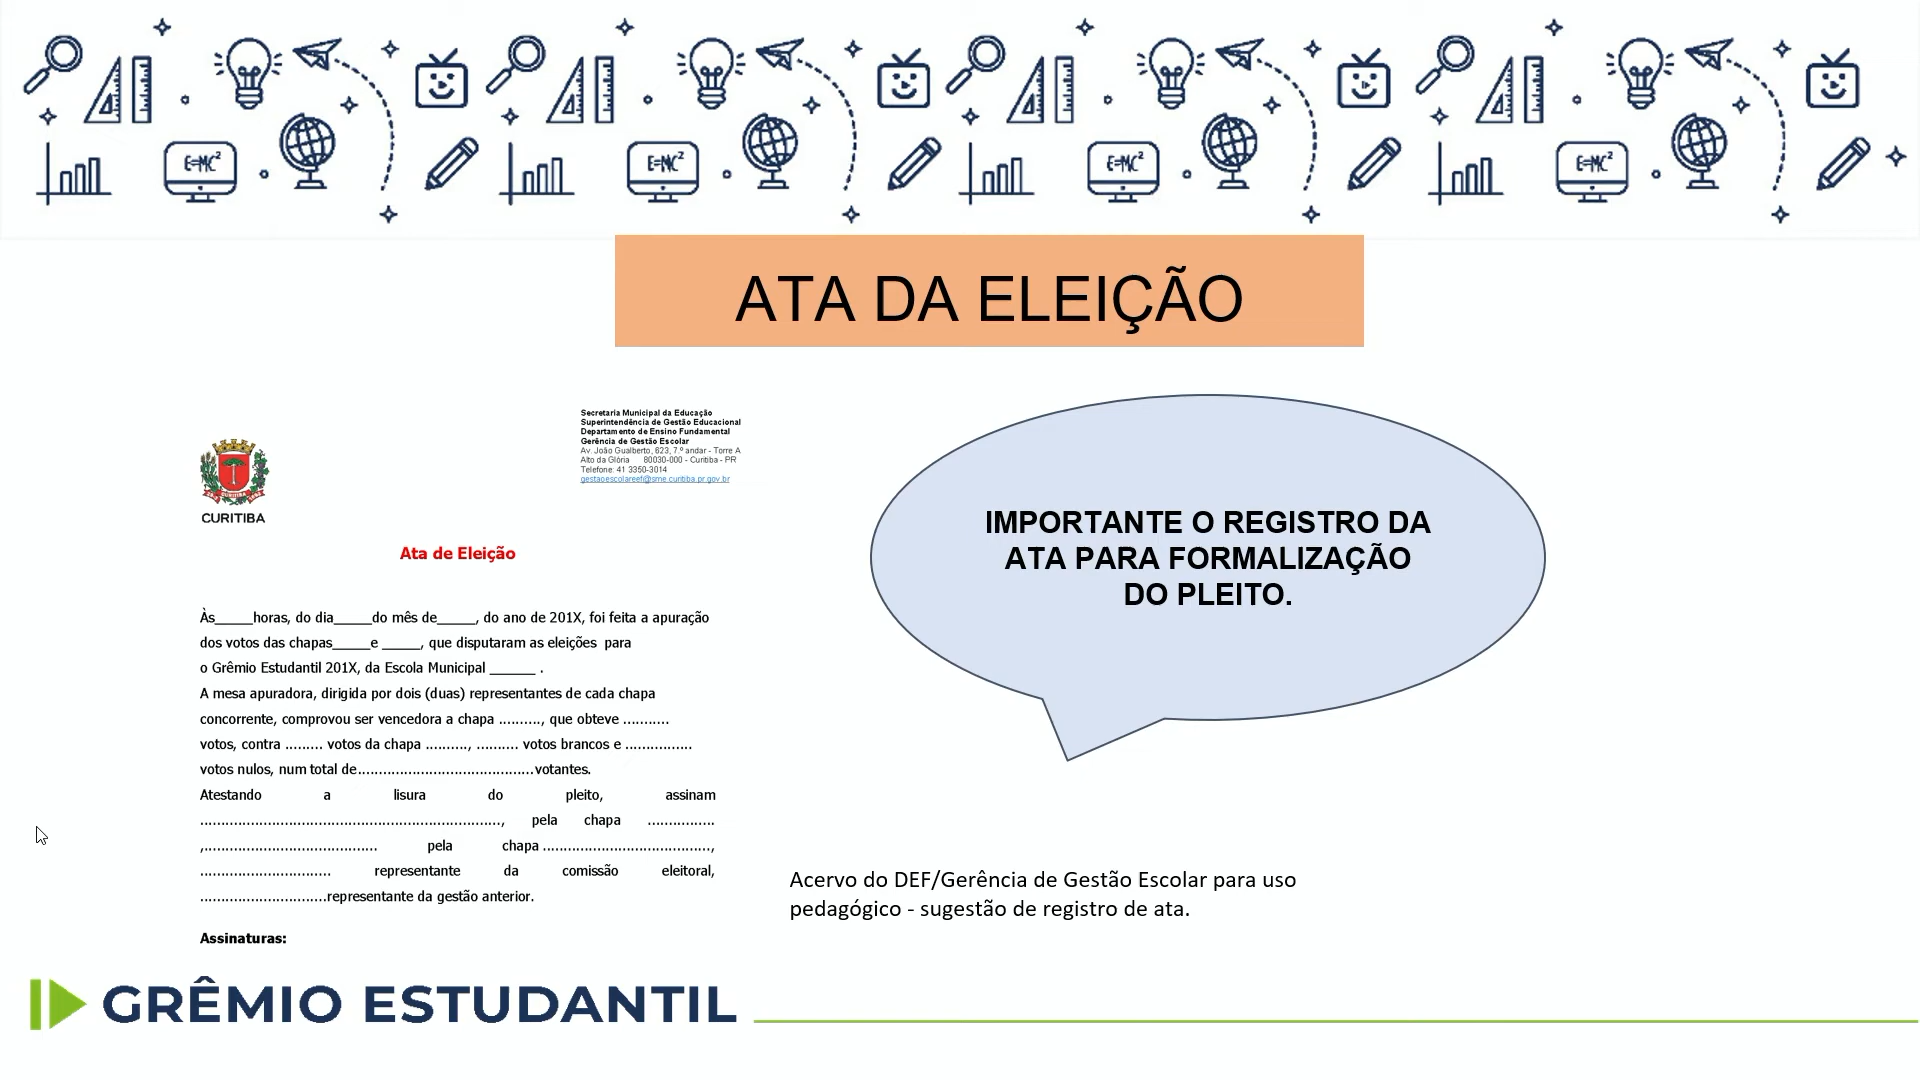 E=MC²
E=MC²
E=MC²
E=MC²
ATA DA ELEIÇÃO
Secretaria Municipal da Educação
Superintendência de Gestão Educacional
Departamento de Ensino Fundamental
Gerência de Gestão Escolar
Av. João Gualberto, 623, 7.º andar - Torre A
Alto da Glória 80030-000 - Curitiba - PR
Telefone: 41 3350-3014
gestaoescolareef@sme.curitiba.pr.gov.br
CURITIBA
Ata de Eleição
Às_____horas, do dia_____do mês de_____, do ano de 201X, foi feita a apuração
dos votos das chapas_____e _____, que disputaram as eleições para
o Grêmio Estudantil 201X, da Escola Municipal ______ .
A mesa apuradora, dirigida por dois (duas) representantes de cada chapa
concorrente, comprovou ser vencedora a chapa .........., que obteve ...........
votos, contra ......... votos da chapa .........., .......... votos brancos e ................
votos nulos, num total de..........................................votantes.
Atestando a lisura do pleito, assinam
........................................................................, pela chapa ................
,......................................... pela chapa ........................................,
............................... representante da comissão eleitoral,
..............................representante da gestão anterior.
Assinaturas:
IMPORTANTE O REGISTRO DA
ATA PARA FORMALIZAÇÃO
DO PLEITO.
Acervo do DEF/Gerência de Gestão Escolar para uso
pedagógico - sugestão de registro de ata.
GRÊMIO ESTUDANTIL